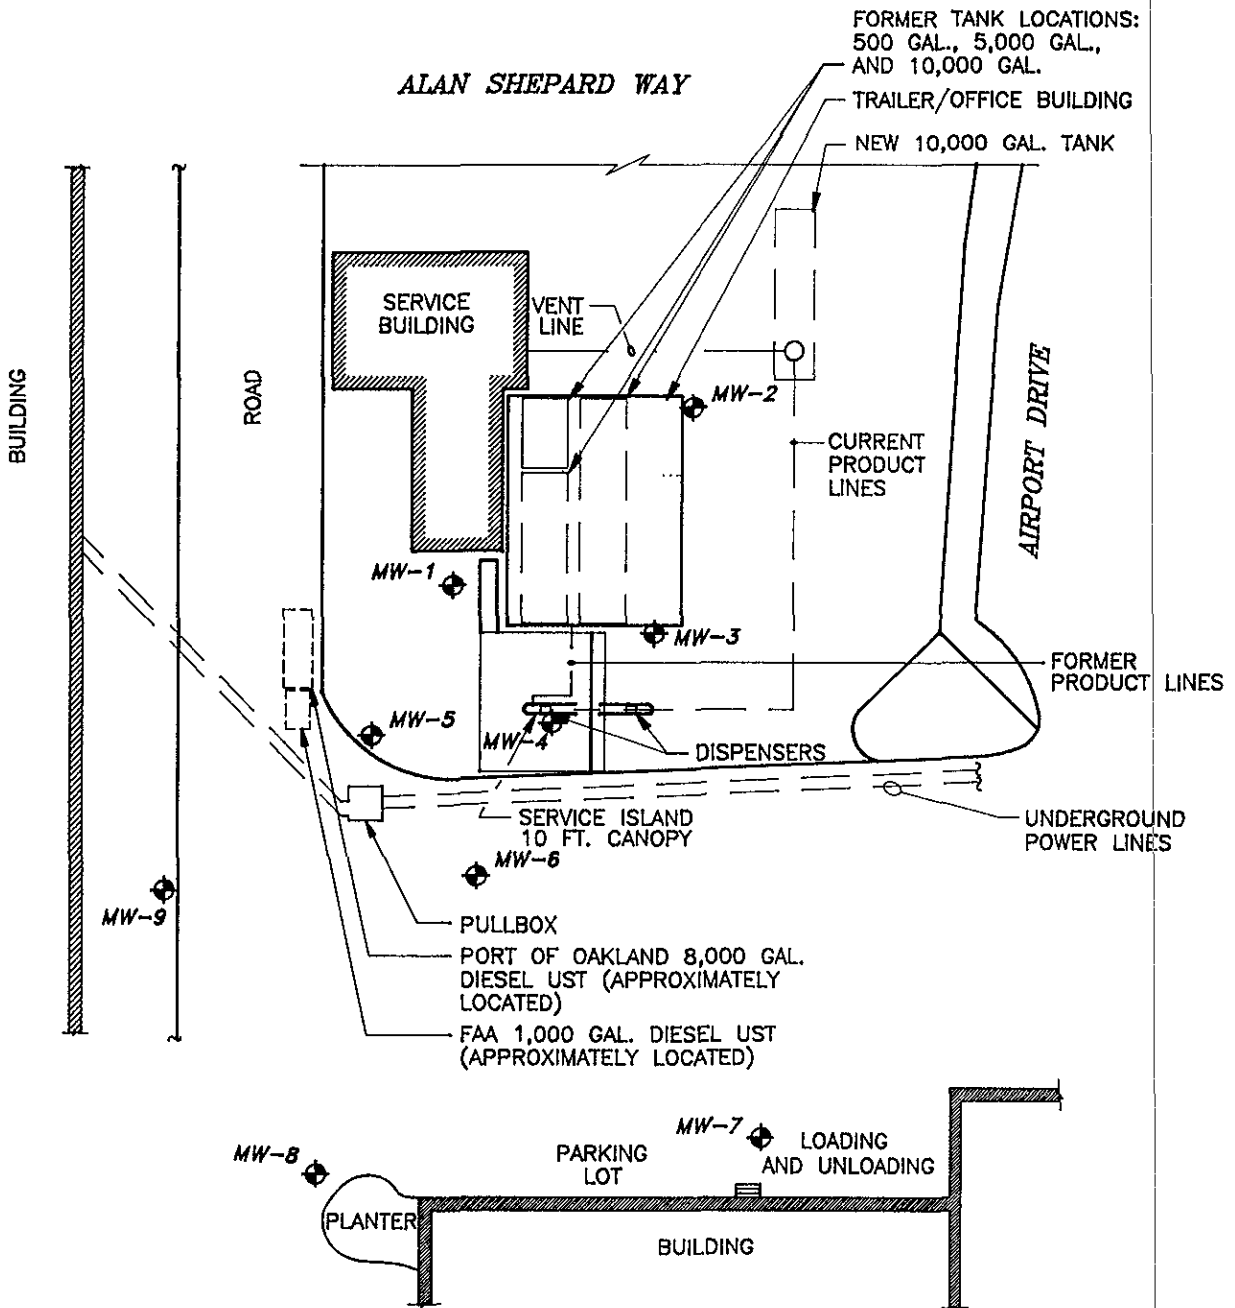 FORMER TANK LOCATIONS:
500 GAL., 5,000 GAL.,
AND 10,000 GAL.
ALAN SHEPARD WAY
TRAILER/OFFICE BUILDING
NEW 10,000 GAL. TANK
SERVICE
BUILDING
VENT
LINE
BUILDING
ROAD
MW-2
AIRPORT DRIVE
CURRENT
PRODUCT
LINES
MW-1
MW-3
FORMER
PRODUCT LINES
MW-5
MW-4
DISPENSERS
SERVICE ISLAND
10 FT. CANOPY
UNDERGROUND
POWER LINES
MW-6
MW-9
PULLBOX
PORT OF OAKLAND 8,000 GAL.
DIESEL UST (APPROXIMATELY
LOCATED)
FAA 1,000 GAL. DIESEL UST
(APPROXIMATELY LOCATED)
MW-7
LOADING
AND UNLOADING
PARKING
LOT
MW-8
PLANTER
BUILDING